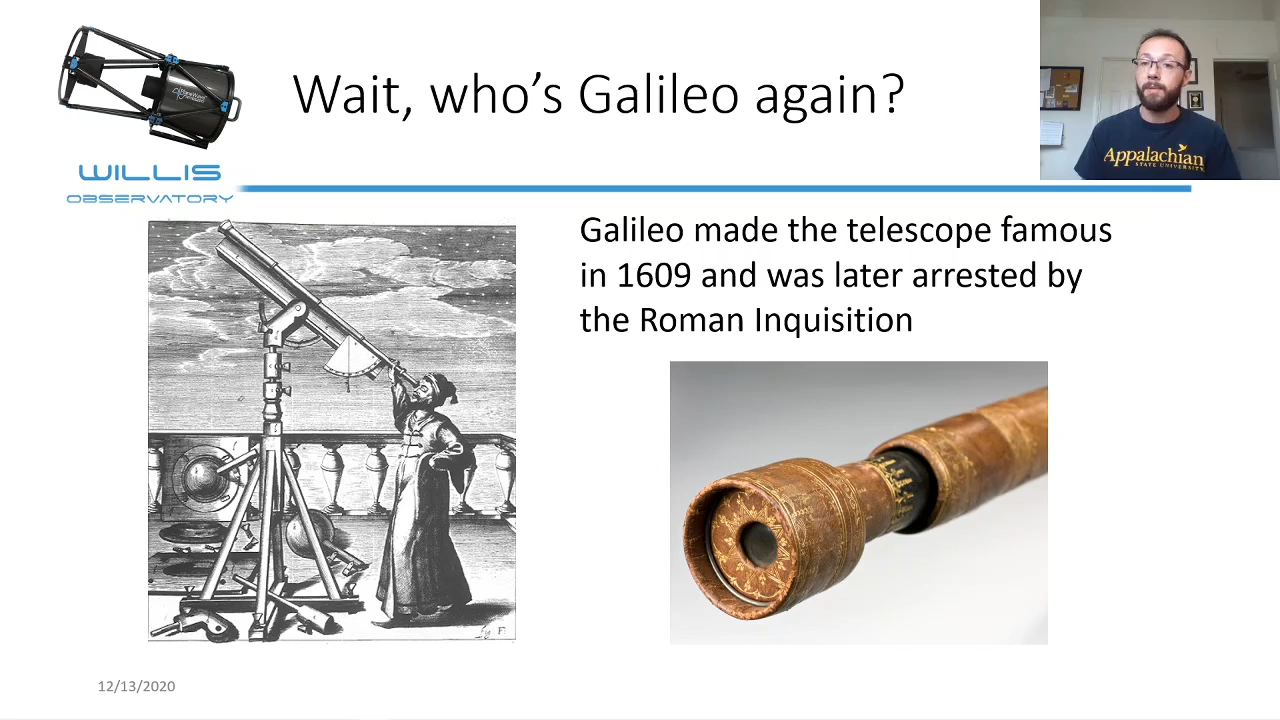 Wait, who's Galileo again?
Appalachian
STATE UNIVERSITY
WILLIS
OBSERVATORY
Galileo made the telescope famous
in 1609 and was later arrested by
the Roman Inquisition
12/13/2020